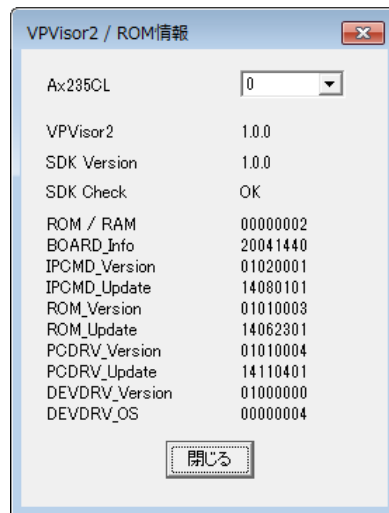 VPVisor2 / ROM情報
Ax235CL 0
VPVisor2 1.0.0
SDK Version 1.0.0
SDK Check OK
ROM / RAM 00000002
BOARD_Info 20041440
IPCMD_Version 01020001
IPCMD_Update 14080101
ROM_Version 01010003
ROM_Update 14062301
PCDRV_Version 01010004
PCDRV_Update 14110401
DEVDRV_Version 01000000
DEVDRV_OS 00000004
閉じる